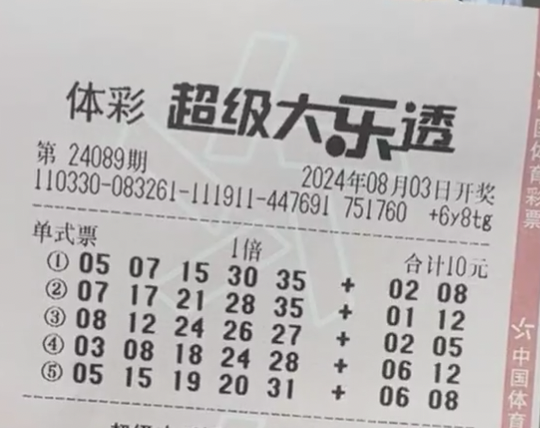 体彩 超级大乐透
第 24089期 2024年08月03日开奖
110330-083261-111911-447691 751760 +6y8tg
单式票 1倍 合计10元
① 05 07 15 30 35 + 02 08
② 07 17 21 28 35 + 01 12
③ 08 12 24 26 27 + 02 05
④ 03 08 18 24 28 + 06 12
⑤ 05 15 19 20 31 + 06 08
中国体育彩票
中国体育